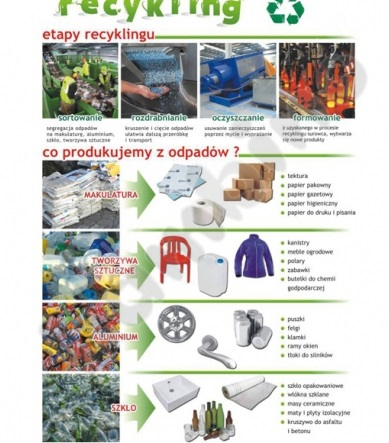 recykling
etapy recyklingu
sortowanie
segregacja odpadów
na makulaturę, aluminium,
szkło, tworzywa sztuczne
rozdrabnianie
kruszenie i cięcie odpadów
ułatwia dalszą przeróbkę
i transport
oczyszczanie
usuwanie zanieczyszczeń
poprzez mycie i wyprażanie
formowanie
z uzyskanego w procesie
recyklingu surowca, wytwarza
się nowe produkty
co produkujemy z odpadów ?
MAKULATURA
tektura
papier pakowny
papier gazetowy
papier higieniczny
papier do druku i pisania
TWORZYWA
SZTUCZNE
kanistry
meble ogrodowe
polary
zabawki
butelki do chemii
godpodarczej
ALUMINIUM
puszki
felgi
klamki
ramy okien
tłoki do silników
SZKŁO
szkło opakowaniowe
włókna szklane
masy ceramiczne
maty i płyty izolacyjne
kruszywo do asfaltu
i betonu